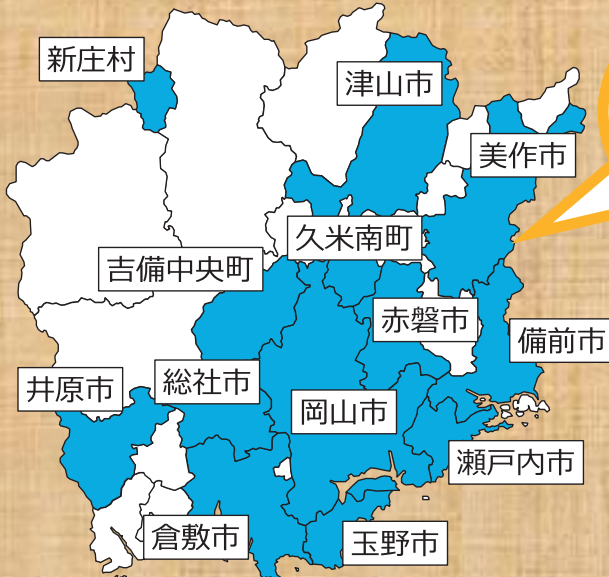 新庄村
津山市
美作市
久米南町
吉備中央町
赤磐市
備前市
井原市
総社市
岡山市
瀬戸内市
倉敷市
玉野市